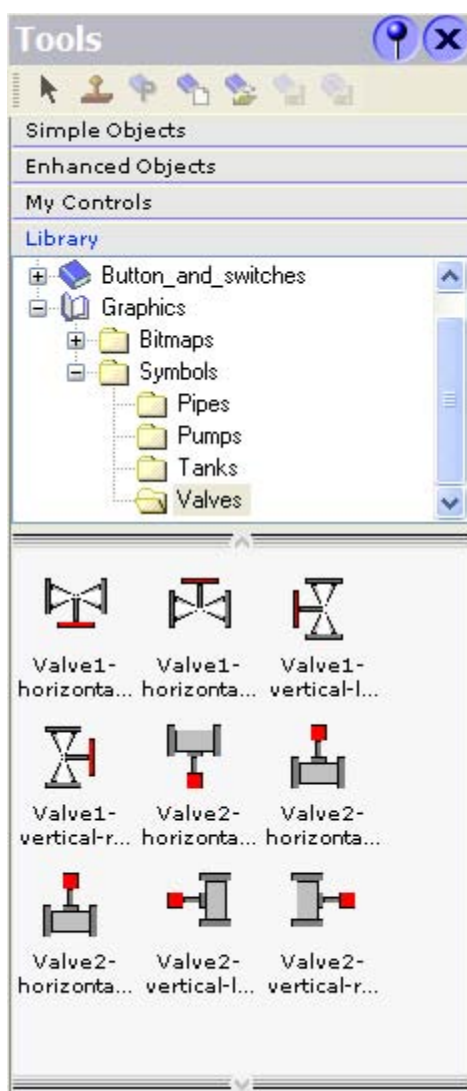 Tools
Simple Objects
Enhanced Objects
My Controls
Library
Button_and_switches
Graphics
Bitmaps
Symbols
Pipes
Pumps
Tanks
Valves
Valve1-
horizonta...
Valve1-
horizonta...
Valve1-
vertical-l...
Valve1-
vertical-r...
Valve2-
horizonta...
Valve2-
horizonta...
Valve2-
horizonta...
Valve2-
vertical-l...
Valve2-
vertical-r...